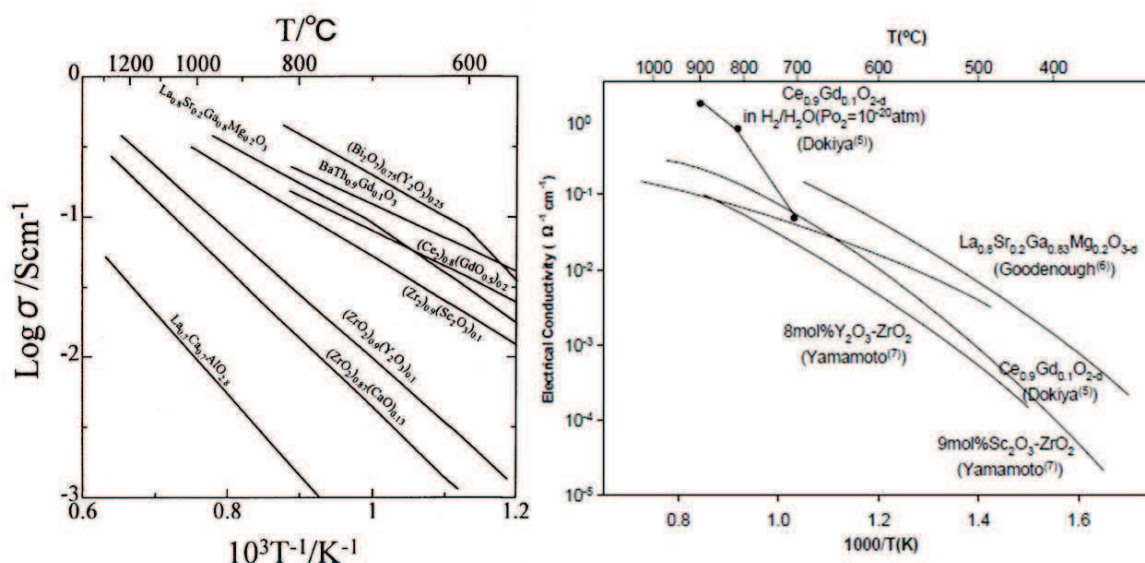 T/°C
1200 1000 800 600
0
-1
-2
-3
Log σ /Scm⁻¹
La₀.₈Sr₀.₂Ga₀.₈Mg₀.₂O₃
(Bi₂O₇)₀.₇₅(Y₂O₃)₀.₂₅
BaTh₀.₉Gd₀.₁O₃
(Ce₂)₀.₈(GdO₀.₅)₀.₂
(Zr₂)₀.₉(Sc₂O₃)₀.₁
(ZrO₂)₀.₉(Y₂O₃)₀.₁
(ZrO₂)₀.₈₇(CaO)₀.₁₃
La₀.₇Ca₀.₇AlO₂.₈
0.6 0.8 1 1.2
10³T⁻¹/K⁻¹
T(°C)
1000 900 800 700 600 500 400
Electrical Conductivity ( Ω⁻¹ cm⁻¹)
10⁰
10⁻¹
10⁻²
10⁻³
10⁻⁴
10⁻⁵
Ce₀.₉Gd₀.₁O₂₋d
in H₂/H₂O(Po₂=10⁻²⁰atm)
(Dokiya⁽⁵⁾)
La₀.₈Sr₀.₂Ga₀.₈₃Mg₀.₂O₃₋d
(Goodenough⁽⁶⁾)
8mol%Y₂O₃-ZrO₂
(Yamamoto⁽⁷⁾)
Ce₀.₉Gd₀.₁O₂₋d
(Dokiya⁽⁵⁾)
9mol%Sc₂O₃-ZrO₂
(Yamamoto⁽⁷⁾)
0.8 1.0 1.2 1.4 1.6
1000/T(K)